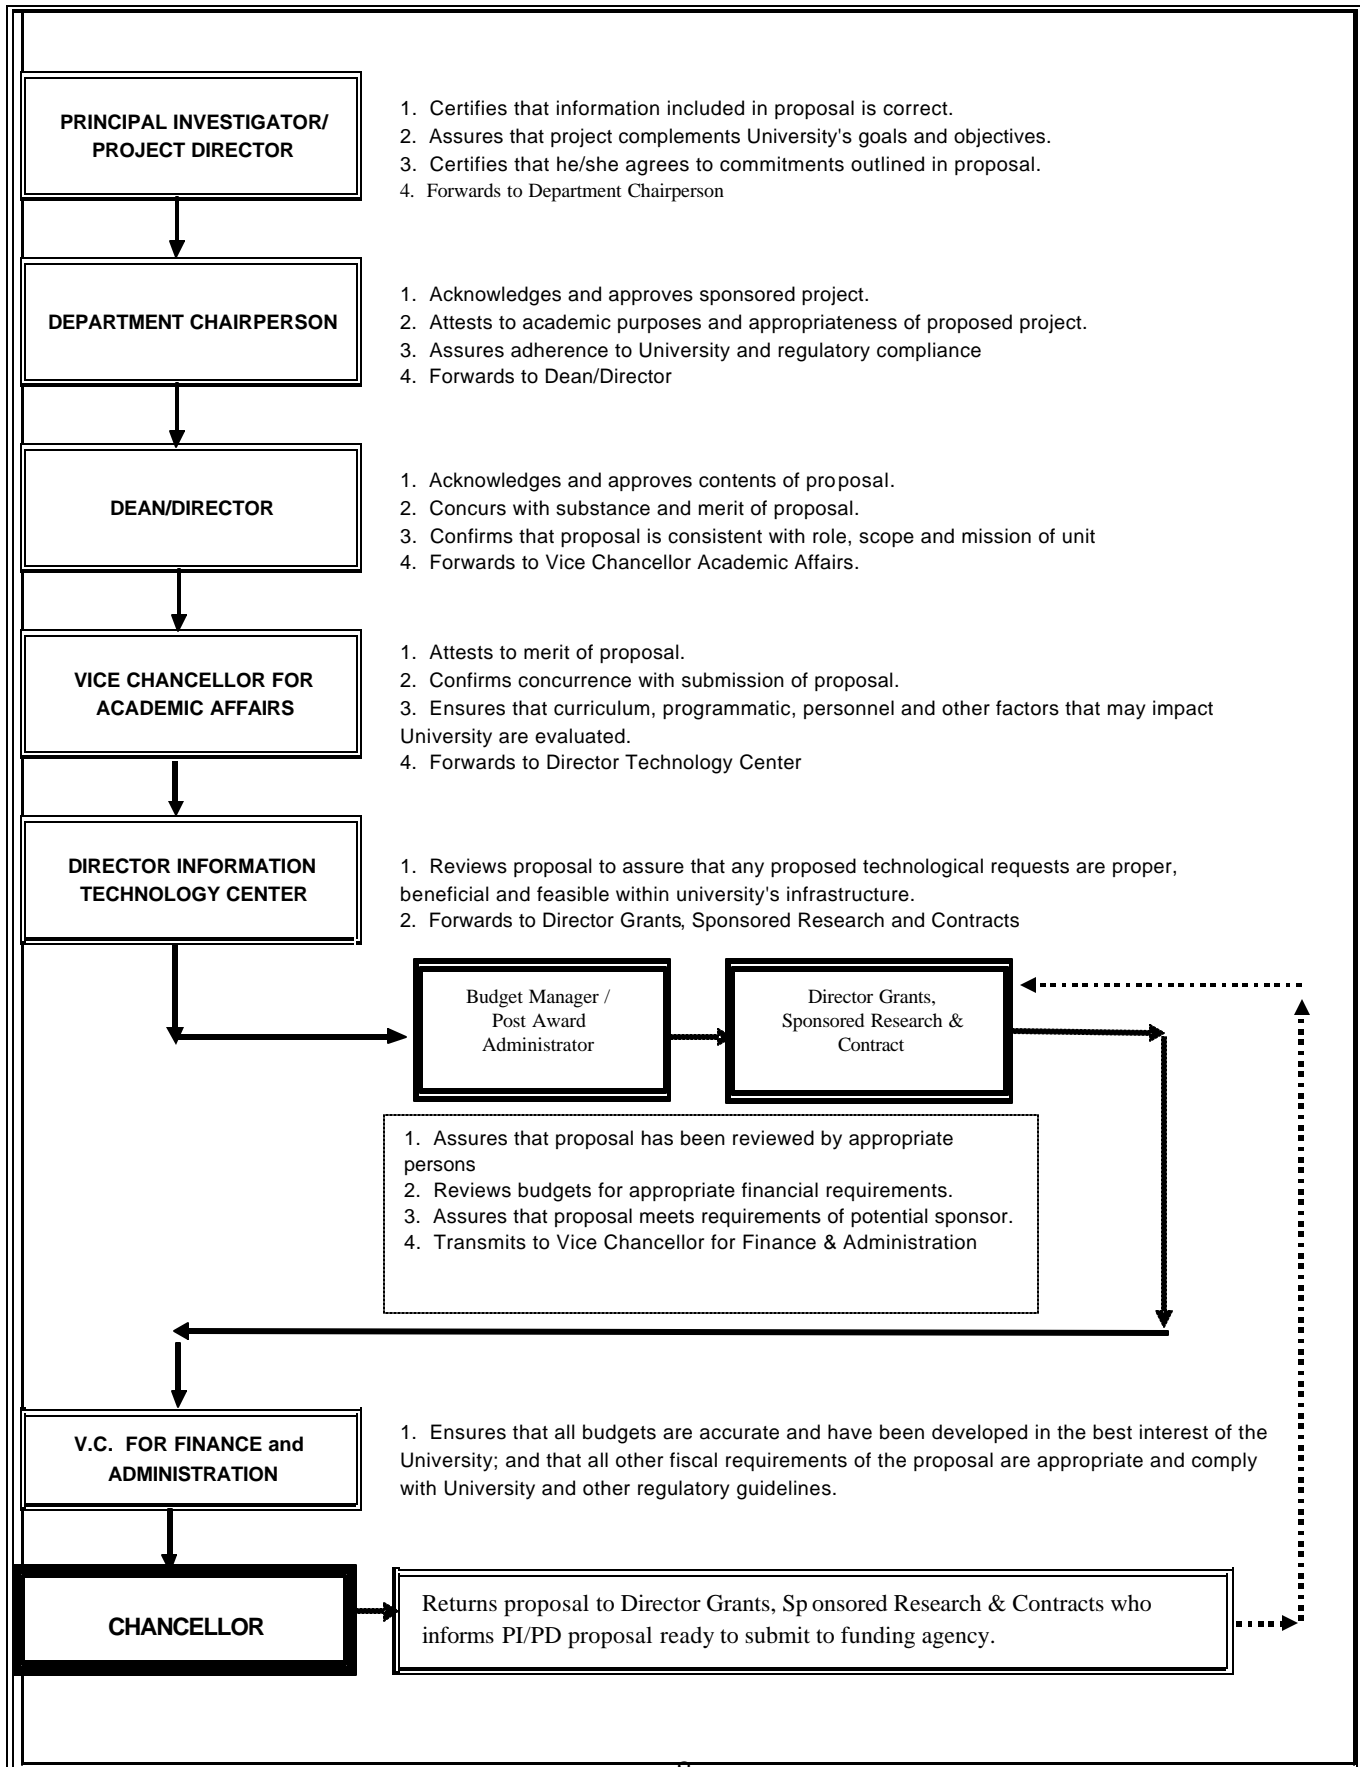 PRINCIPAL INVESTIGATOR/
PROJECT DIRECTOR
1. Certifies that information included in proposal is correct.
2. Assures that project complements University's goals and objectives.
3. Certifies that he/she agrees to commitments outlined in proposal.
4. Forwards to Department Chairperson
DEPARTMENT CHAIRPERSON
1. Acknowledges and approves sponsored project.
2. Attests to academic purposes and appropriateness of proposed project.
3. Assures adherence to University and regulatory compliance
4. Forwards to Dean/Director
DEAN/DIRECTOR
1. Acknowledges and approves contents of proposal.
2. Concurs with substance and merit of proposal.
3. Confirms that proposal is consistent with role, scope and mission of unit
4. Forwards to Vice Chancellor Academic Affairs.
VICE CHANCELLOR FOR
ACADEMIC AFFAIRS
1. Attests to merit of proposal.
2. Confirms concurrence with submission of proposal.
3. Ensures that curriculum, programmatic, personnel and other factors that may impact
University are evaluated.
4. Forwards to Director Technology Center
DIRECTOR INFORMATION
TECHNOLOGY CENTER
1. Reviews proposal to assure that any proposed technological requests are proper,
beneficial and feasible within university's infrastructure.
2. Forwards to Director Grants, Sponsored Research and Contracts
Budget Manager /
Post Award
Administrator
Director Grants,
Sponsored Research &
Contract
1. Assures that proposal has been reviewed by appropriate
persons
2. Reviews budgets for appropriate financial requirements.
3. Assures that proposal meets requirements of potential sponsor.
4. Transmits to Vice Chancellor for Finance & Administration
V.C. FOR FINANCE and
ADMINISTRATION
1. Ensures that all budgets are accurate and have been developed in the best interest of the
University; and that all other fiscal requirements of the proposal are appropriate and comply
with University and other regulatory guidelines.
CHANCELLOR
Returns proposal to Director Grants, Sponsored Research & Contracts who
informs PI/PD proposal ready to submit to funding agency.